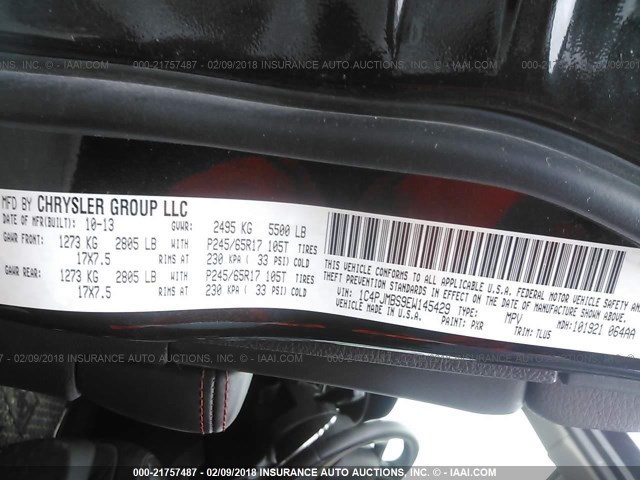 000-21757487 - 02/09/2018 INSURANCE AUTO AUCTIONS, INC. - © IAAI.COM
MFD BY CHRYSLER GROUP LLC
DATE OF MFR(BUILT): 10-13 GVWR: 2495 KG 5500 LB
GAWR FRONT: 1273 KG 2805 LB WITH P245/65R17 105T TIRES
17X7.5 RIMS AT 230 KPA ( 33 PSI) COLD
GAWR REAR: 1273 KG 2805 LB WITH P245/65R17 105T TIRES
17X7.5 RIMS AT 230 KPA ( 33 PSI) COLD
THIS VEHICLE CONFORMS TO ALL APPLICABLE U.S.A. FEDERAL MOTOR VEHICLE SAFETY, BUMPER AND
THEFT PREVENTION STANDARDS IN EFFECT ON THE DATE OF MANUFACTURE SHOWN ABOVE.
VIN: 1C4PJMBS9EW145429 TYPE: MPV MDH: 101921 064AAA
MADE IN U.S.A. PAINT: PXR TRIM: TLU5
000-21757487 - 02/09/2018 INSURANCE AUTO AUCTIONS, INC. - © IAAI.COM